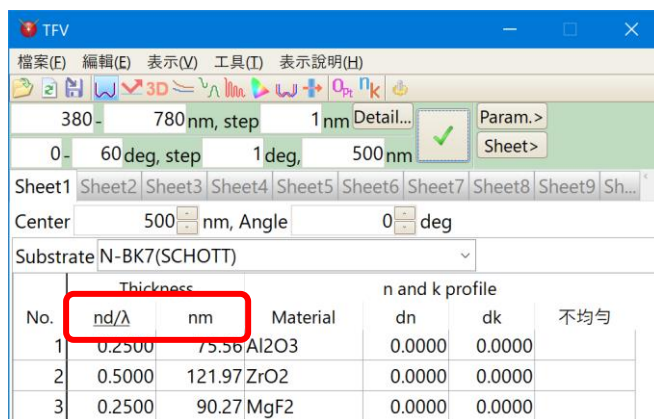 TFV
檔案(F) 編輯(E) 表示(V) 工具(T) 表示說明(H)
3D OPt nk
380 - 780 nm, step 1 nm Detail... Param.>
0 - 60 deg, step 1 deg, 500 nm Sheet>
Sheet1 Sheet2 Sheet3 Sheet4 Sheet5 Sheet6 Sheet7 Sheet8 Sheet9 Sh...
Center 500 nm, Angle 0 deg
Substrate N-BK7(SCHOTT)
Thickness n and k profile
No. nd/λ nm Material dn dk 不均勻
1 0.2500 75.56 Al2O3 0.0000 0.0000
2 0.5000 121.97 ZrO2 0.0000 0.0000
3 0.2500 90.27 MgF2 0.0000 0.0000